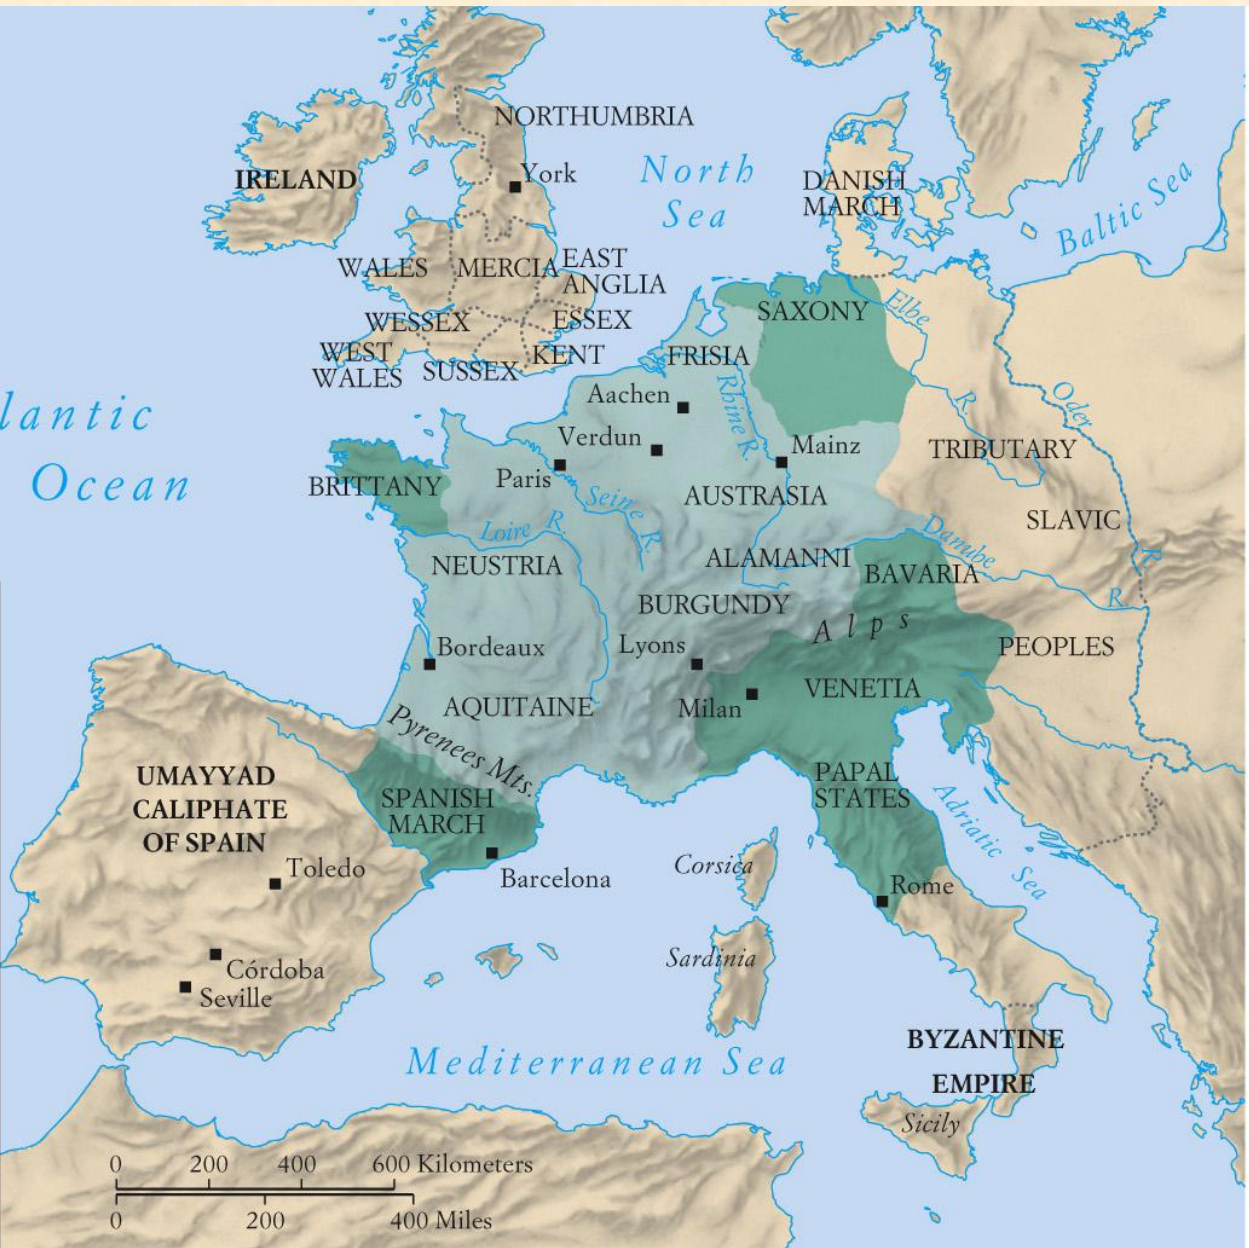 NORTHUMBRIA
York
IRELAND
North
Sea
DANISH
MARCH
Baltic Sea
WALES
MERCIA
EAST
ANGLIA
WESSEX
ESSEX
WEST
WALES
SUSSEX
KENT
SAXONY
Elbe
R.
FRISIA
Rhine R.
Aachen
Verdun
Mainz
Paris
lantic
Ocean
Oder
R.
TRIBUTARY
SLAVIC
PEOPLES
BRITTANY
Seine R.
AUSTRASIA
Loire R.
NEUSTRIA
ALAMANNI
Danube
R.
BAVARIA
BURGUNDY
Alps
Bordeaux
Lyons
Milan
VENETIA
AQUITAINE
Pyrenees Mts.
UMAYYAD
CALIPHATE
OF SPAIN
SPANISH
MARCH
PAPAL
STATES
Adriatic Sea
Toledo
Barcelona
Corsica
Rome
Córdoba
Seville
Sardinia
Mediterranean Sea
BYZANTINE
EMPIRE
Sicily
0 200 400 600 Kilometers
0 200 400 Miles